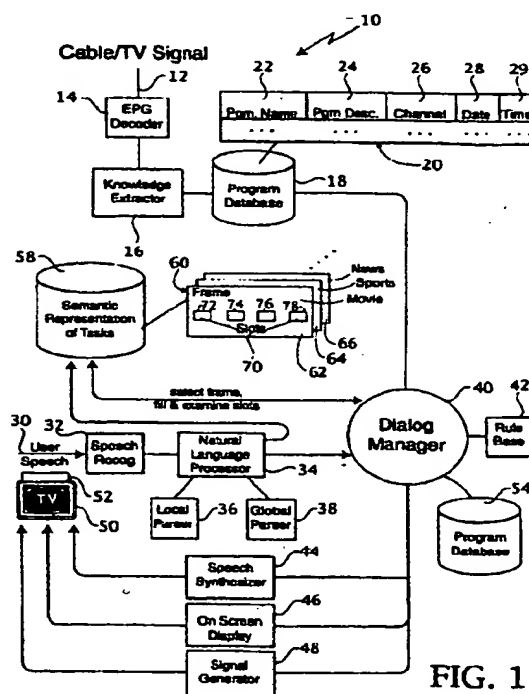 10
Cable/TV Signal
12
14
EPG
Decoder
22
24
26
28
29
Pgm. Name
Pgm Desc.
Channel
Date
Time
... ... ... ... ...
20
Knowledge
Extractor
16
Program
Database
18
58
Semantic
Representation
of Tasks
60
News
Sports
Movie
Frame
72
74
76
78
Slots
70
62
64
66
select frame,
fill & examine slots
40
Dialog
Manager
42
Rule
Base
54
Program
Database
30
User
Speech
32
Speech
Recog
Natural
Language
Processor
34
Local
Parser
36
Global
Parser
38
52
TV
50
Speech
Synthesizer
44
On Screen
Display
46
Signal
Generator
48
FIG. 1